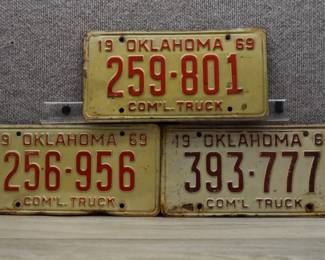 19 OKLAHOMA 69
259-801
COM'L. TRUCK
9 OKLAHOMA 69
256-956
COM'L. TRUCK
19 OKLAHOMA 6
393-777
COM'L. TRUCK